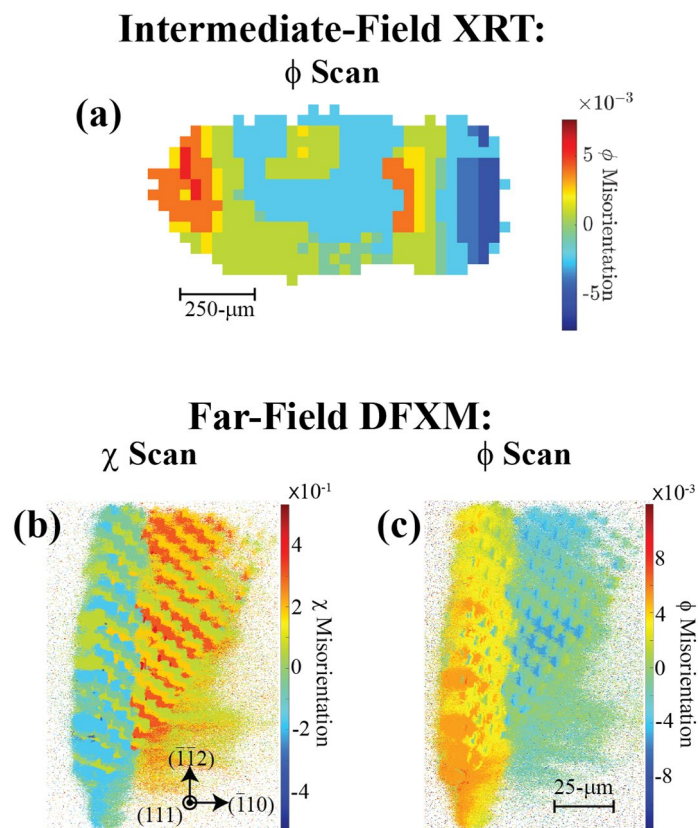 Intermediate-Field XRT:
ϕ Scan
(a)
×10⁻³
5
0
-5
ϕ Misorientation
250-μm
Far-Field DFXM:
χ Scan
ϕ Scan
(b)
x10⁻¹
4
2
0
-2
-4
χ Misorientation
(1̅1̅2)
(111)
(1̅10)
(c)
x10⁻³
8
4
0
-4
-8
ϕ Misorientation
25-μm